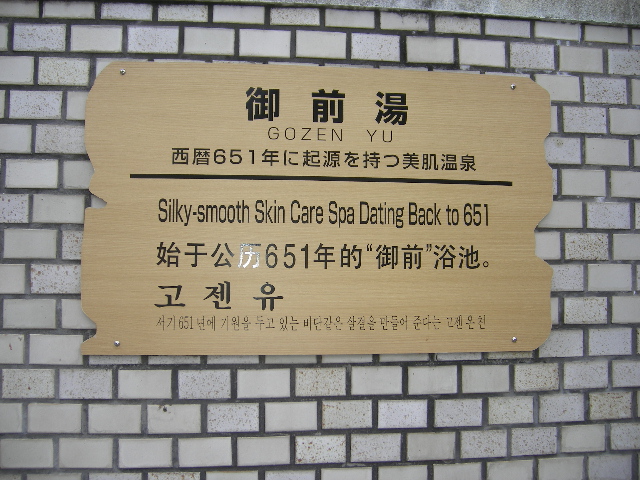 御前湯
GOZEN YU
西暦651年に起源を持つ美肌温泉
Silky-smooth Skin Care Spa Dating Back to 651
始于公历651年的“御前”浴池。
고젠유
서기 651년에 기원을 두고 있는 비단같은 살결을 만들어 준다는 고젠 온천